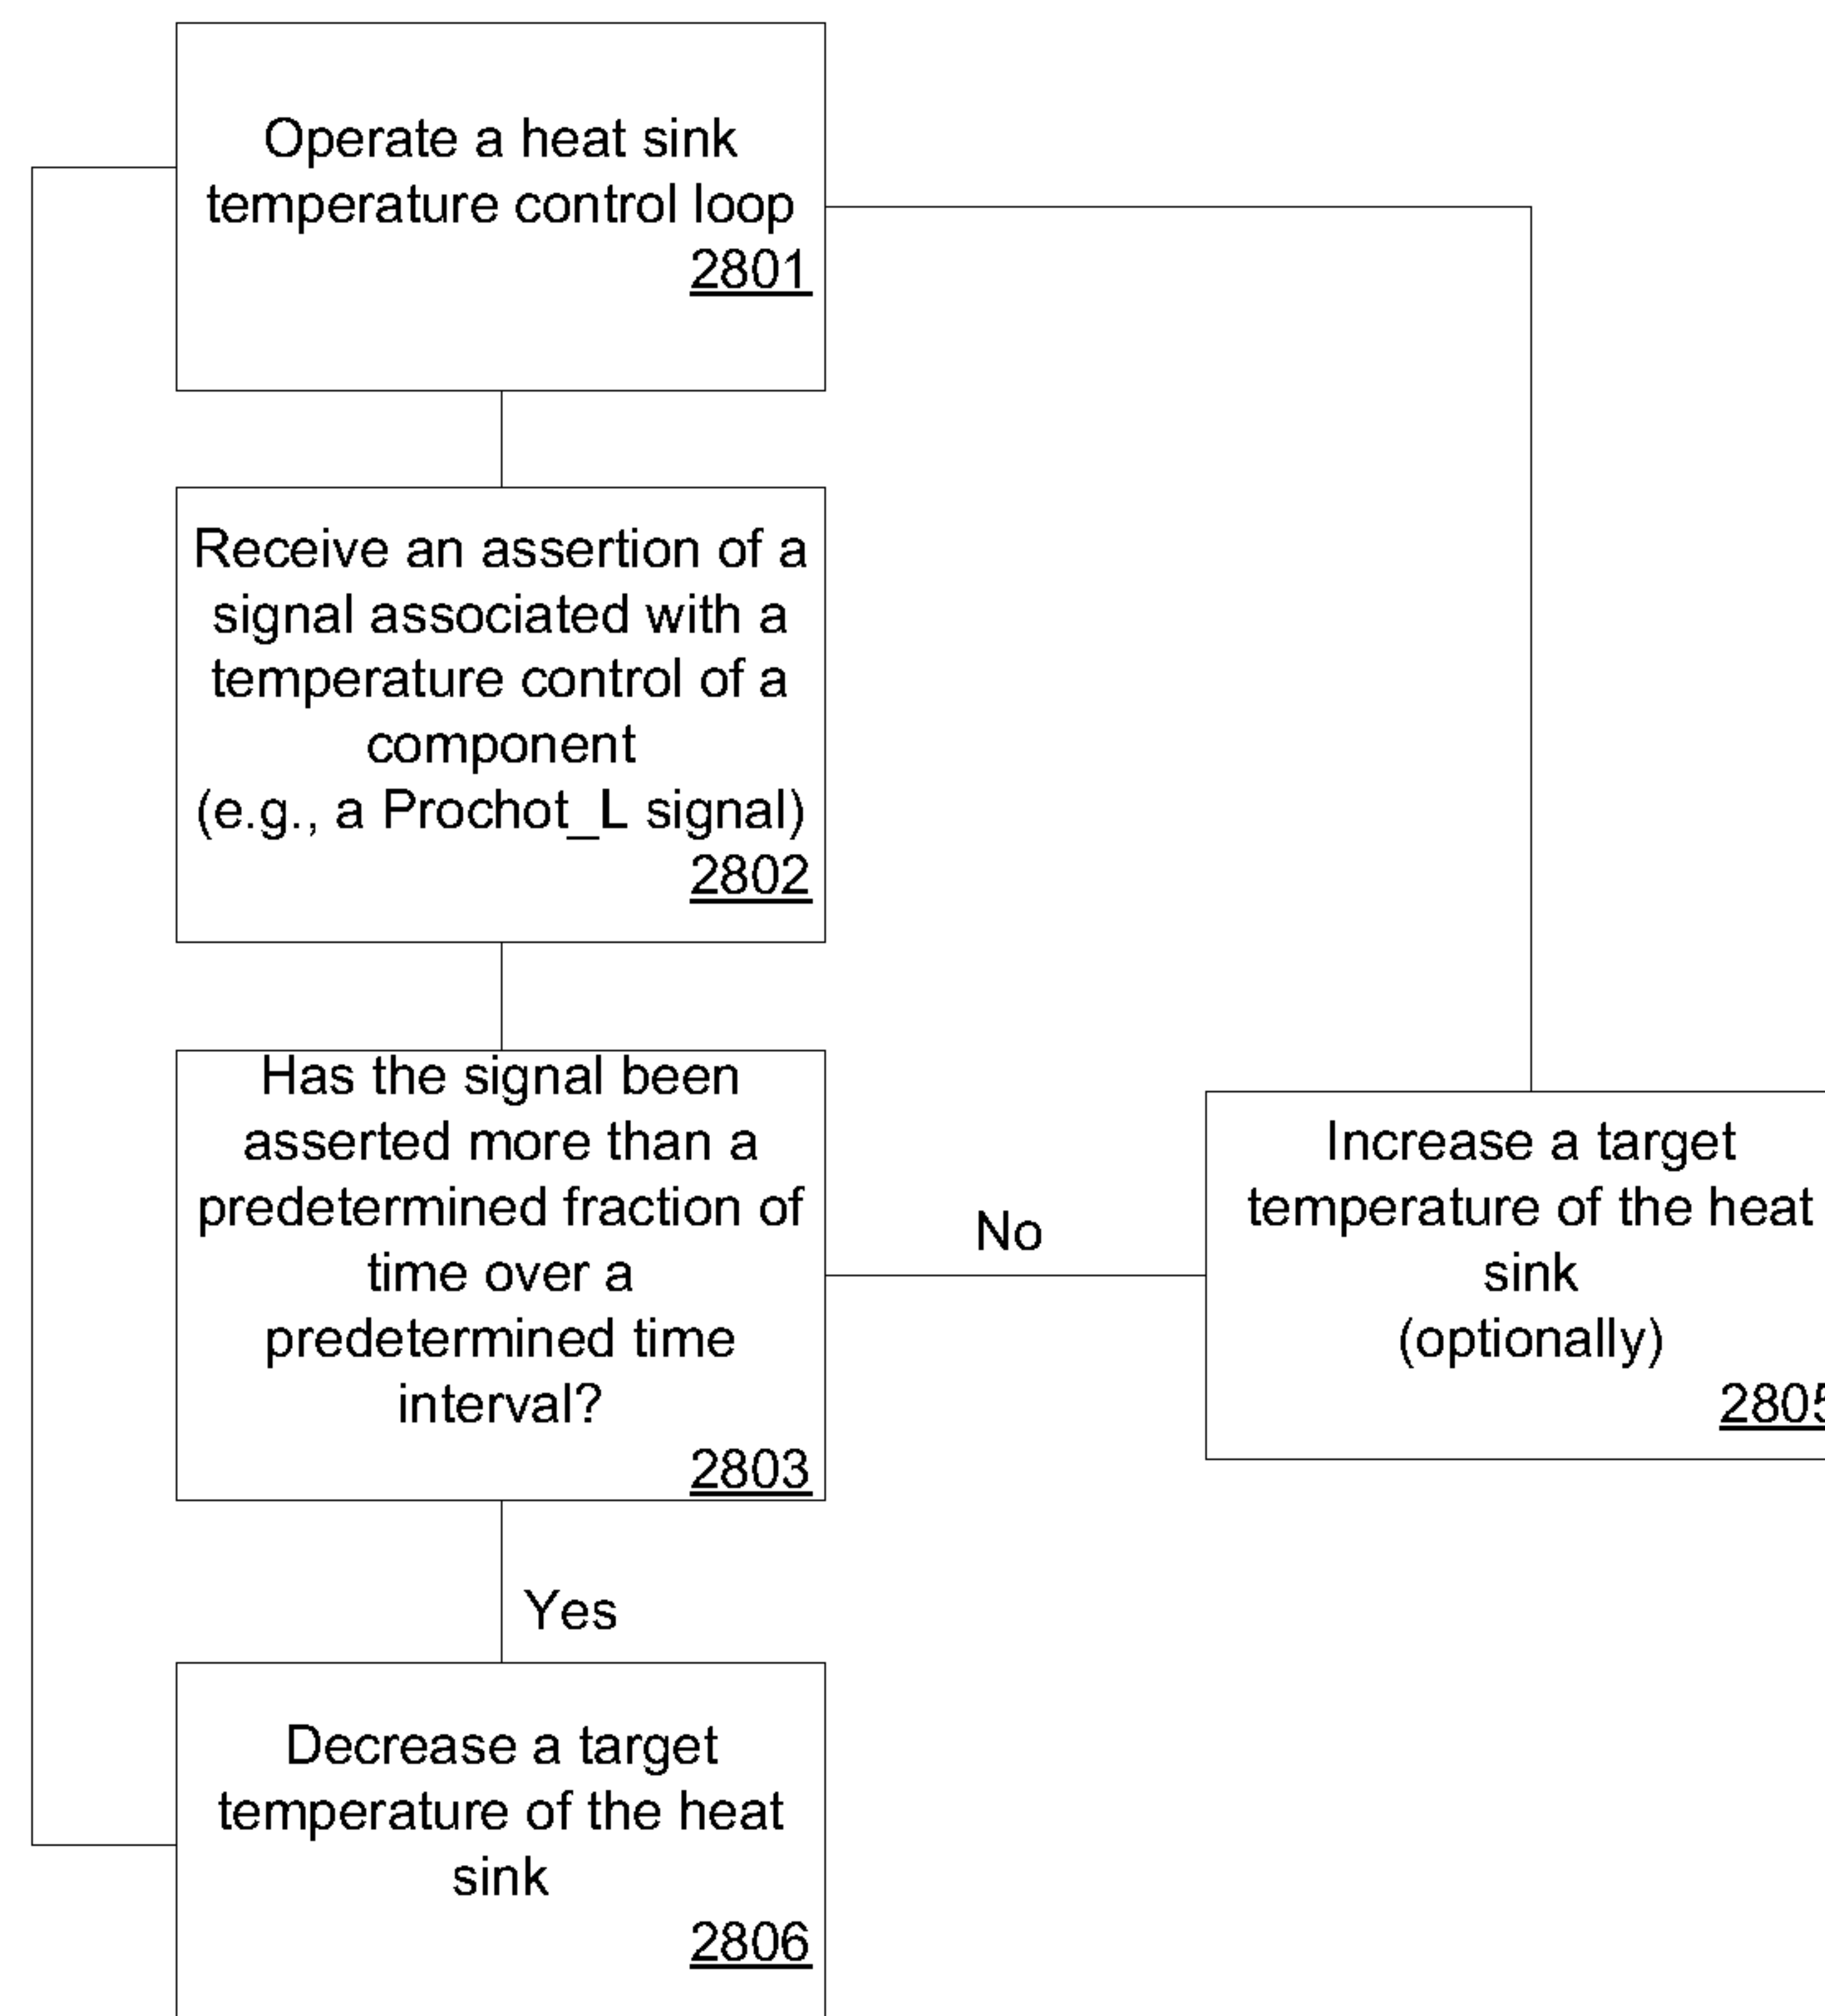 Operate a heat sink
temperature control loop
2801
Receive an assertion of a
signal associated with a
temperature control of a
component
(e.g., a Prochot_L signal)
2802
Has the signal been
asserted more than a
predetermined fraction of
time over a
predetermined time
interval?
2803
No
Increase a target
temperature of the heat
sink
(optionally)
2805
Yes
Decrease a target
temperature of the heat
sink
2806